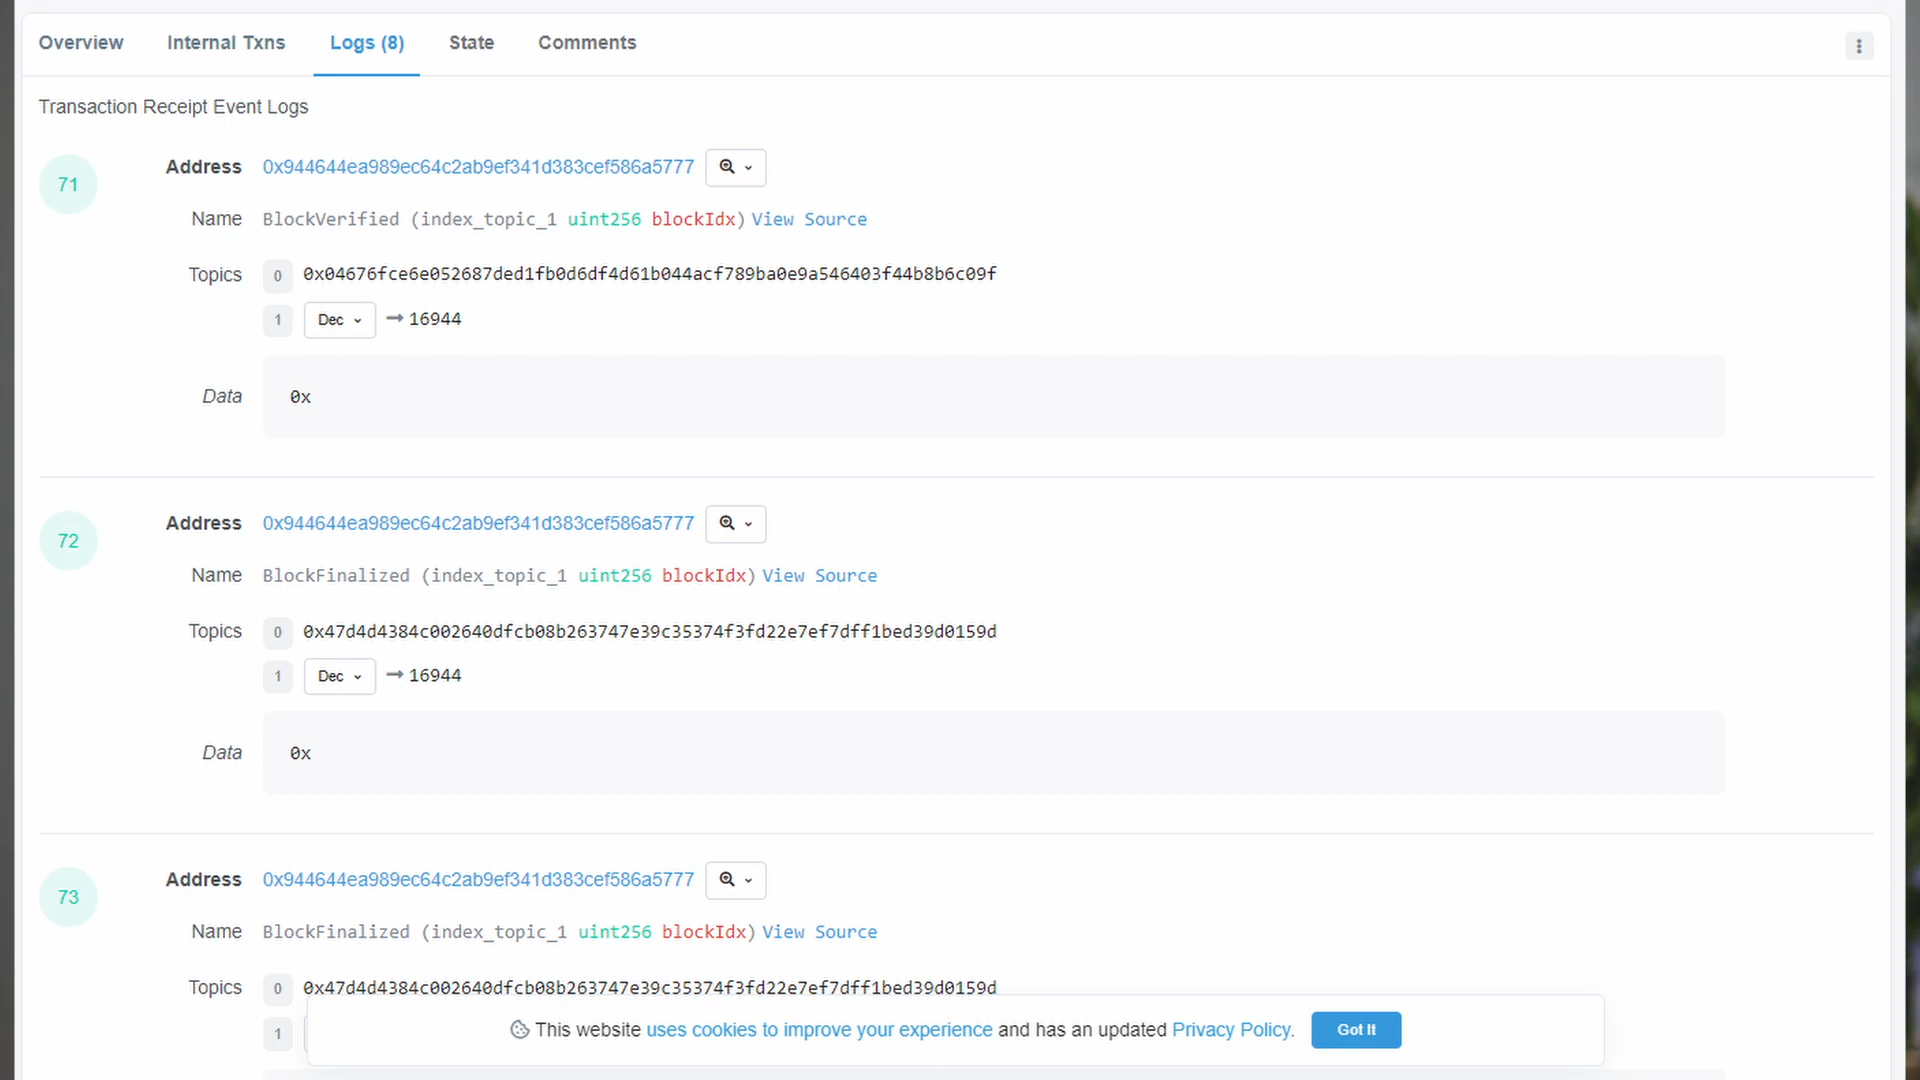 Overview Internal Txns Logs (8) State Comments
Transaction Receipt Event Logs
71
Address 0x944644ea989ec64c2ab9ef341d383cef586a5777
Name BlockVerified (index_topic_1 uint256 blockIdx) View Source
Topics 0 0x04676fce6e052687ded1fb0d6df4d61b044acf789ba0e9a546403f44b8b6c09f
1 Dec → 16944
Data 0x
72
Address 0x944644ea989ec64c2ab9ef341d383cef586a5777
Name BlockFinalized (index_topic_1 uint256 blockIdx) View Source
Topics 0 0x47d4d4384c002640dfcb08b263747e39c35374f3fd22e7ef7dff1bed39d0159d
1 Dec → 16944
Data 0x
73
Address 0x944644ea989ec64c2ab9ef341d383cef586a5777
Name BlockFinalized (index_topic_1 uint256 blockIdx) View Source
Topics 0 0x47d4d4384c002640dfcb08b263747e39c35374f3fd22e7ef7dff1bed39d0159d
1
This website uses cookies to improve your experience and has an updated Privacy Policy. Got It